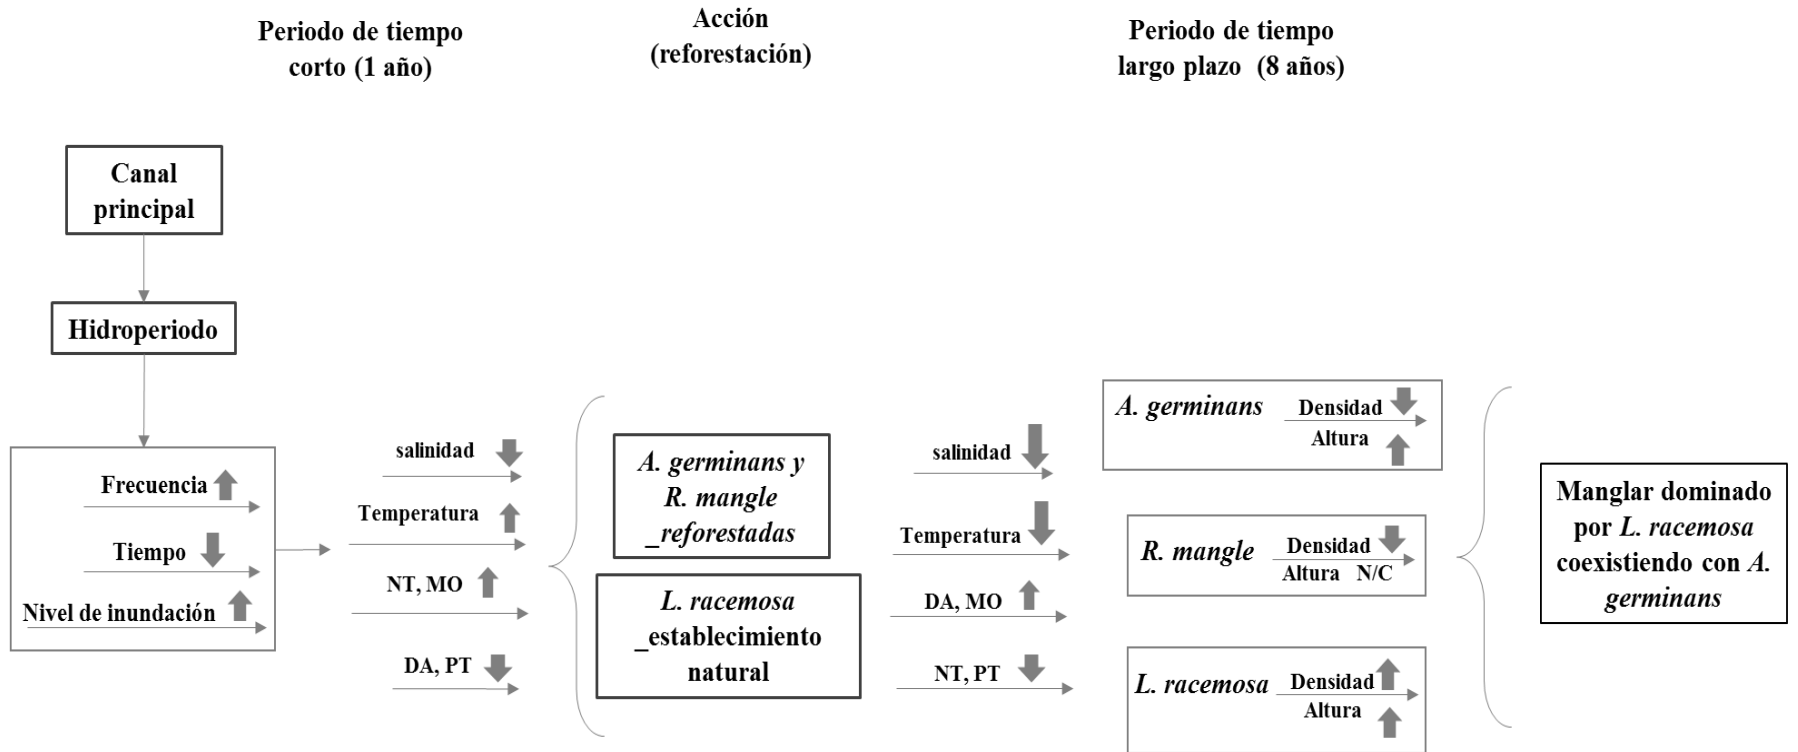 Periodo de tiempo
corto (1 año)
Acción
(reforestación)
Periodo de tiempo
largo plazo (8 años)
Canal
principal
Hidroperiodo
Frecuencia
Tiempo
Nivel de inundación
salinidad
Temperatura
NT, MO
DA, PT
A. germinans y
R. mangle
_reforestadas
L. racemosa
_establecimiento
natural
salinidad
Temperatura
DA, MO
NT, PT
A. germinans
Densidad
Altura
R. mangle
Densidad
Altura N/C
L. racemosa
Densidad
Altura
Manglar dominado
por L. racemosa
coexistiendo con A.
germinans